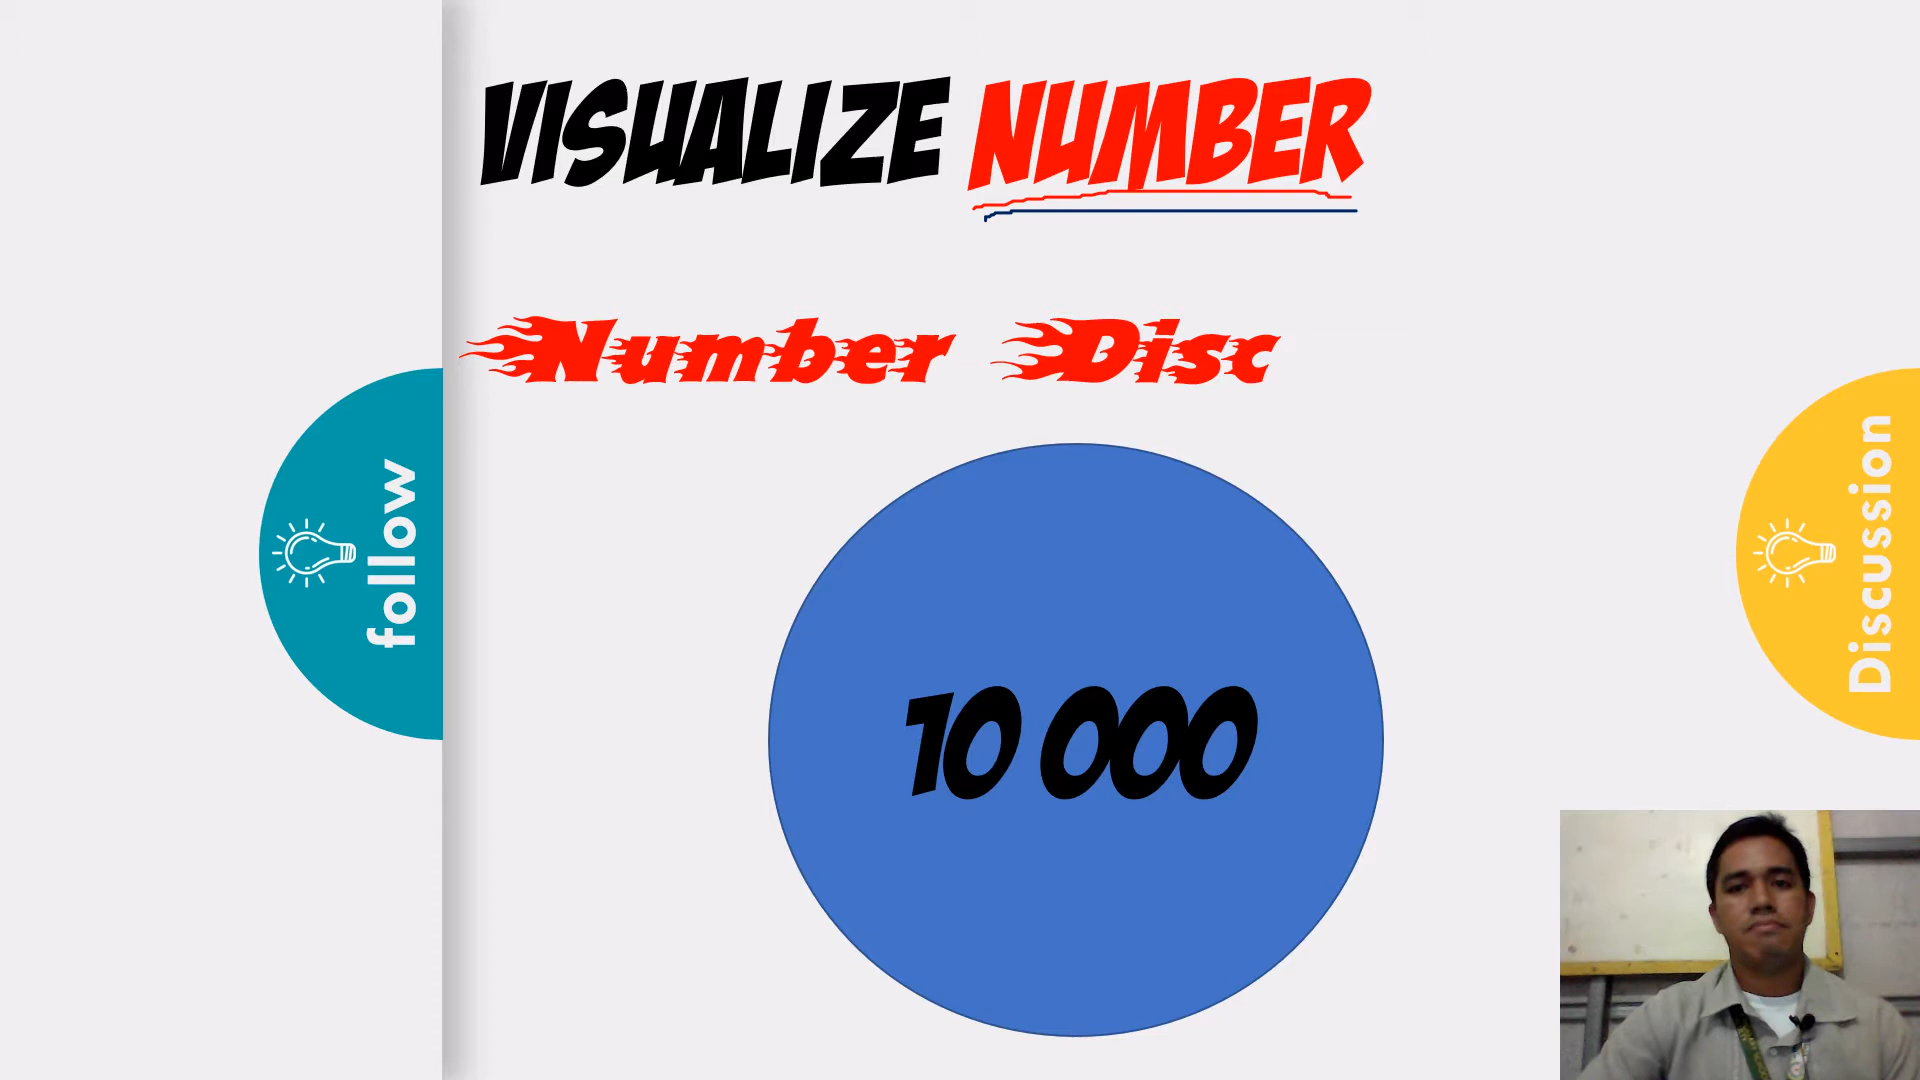 VISUALIZE NUMBER
Number Disc
follow
Discussion
10 000